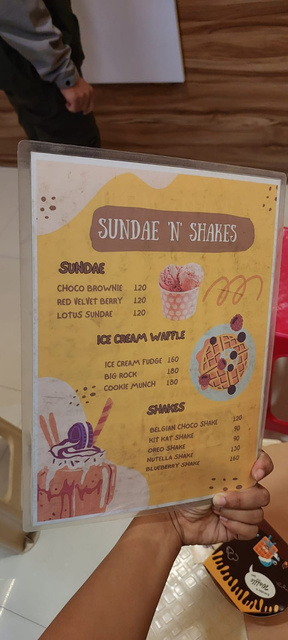 SUNDAE 'N' SHAKES
SUNDAE
CHOCO BROWNIE 120
RED VELVET BERRY 120
LOTUS SUNDAE 120
ICE CREAM WAFFLE
ICE CREAM FUDGE 160
BIG ROCK 180
COOKIE MUNCH 180
SHAKES
BELGIAN CHOCO SHAKE 120
KIT KAT SHAKE 90
OREO SHAKE 90
NUTELLA SHAKE 130
BLUEBERRY SHAKE 160